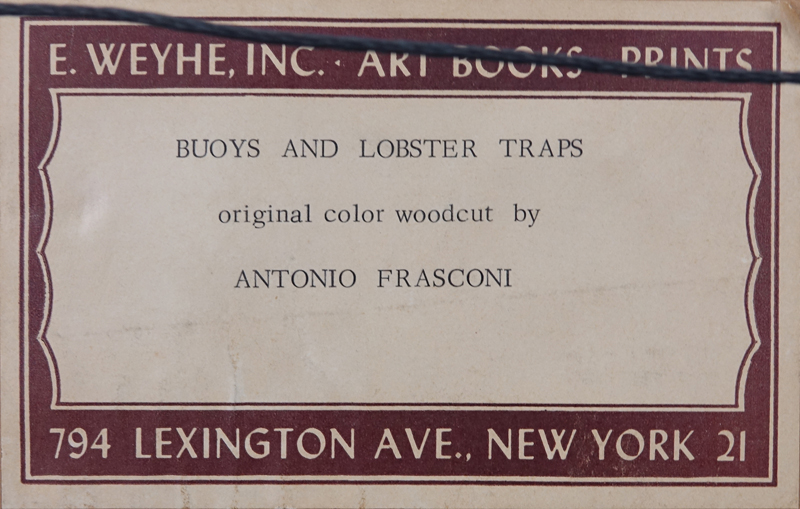 E. WEYHE, INC. · ART BOOKS PRINTS
BUOYS AND LOBSTER TRAPS
original color woodcut by
ANTONIO FRASCONI
794 LEXINGTON AVE., NEW YORK 21